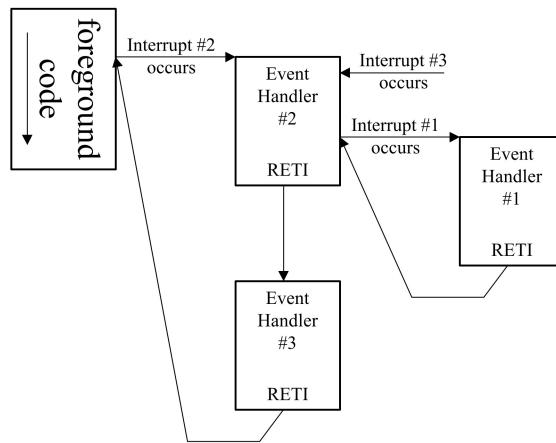 foreground
code
Interrupt #2
occurs
Event
Handler
#2
RETI
Interrupt #3
occurs
Interrupt #1
occurs
Event
Handler
#1
RETI
Event
Handler
#3
RETI